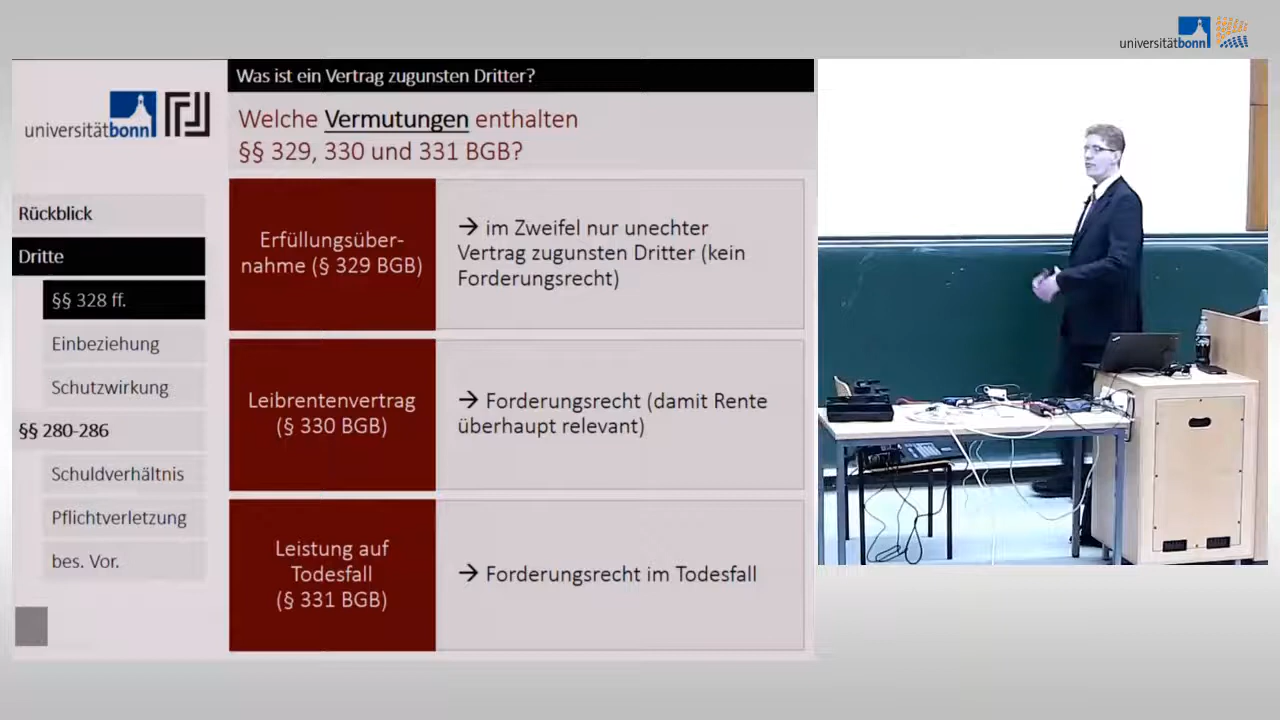 universitätbonn
Was ist ein Vertrag zugunsten Dritter?
universitätbonn
Welche Vermutungen enthalten
§§ 329, 330 und 331 BGB?
Rückblick
Dritte
§§ 328 ff.
Einbeziehung
Schutzwirkung
§§ 280-286
Schuldverhältnis
Pflichtverletzung
bes. Vor.
Erfüllungsüber-
nahme (§ 329 BGB)
→ im Zweifel nur unechter
Vertrag zugunsten Dritter (kein
Forderungsrecht)
Leibrentenvertrag
(§ 330 BGB)
→ Forderungsrecht (damit Rente
überhaupt relevant)
Leistung auf
Todesfall
(§ 331 BGB)
→ Forderungsrecht im Todesfall